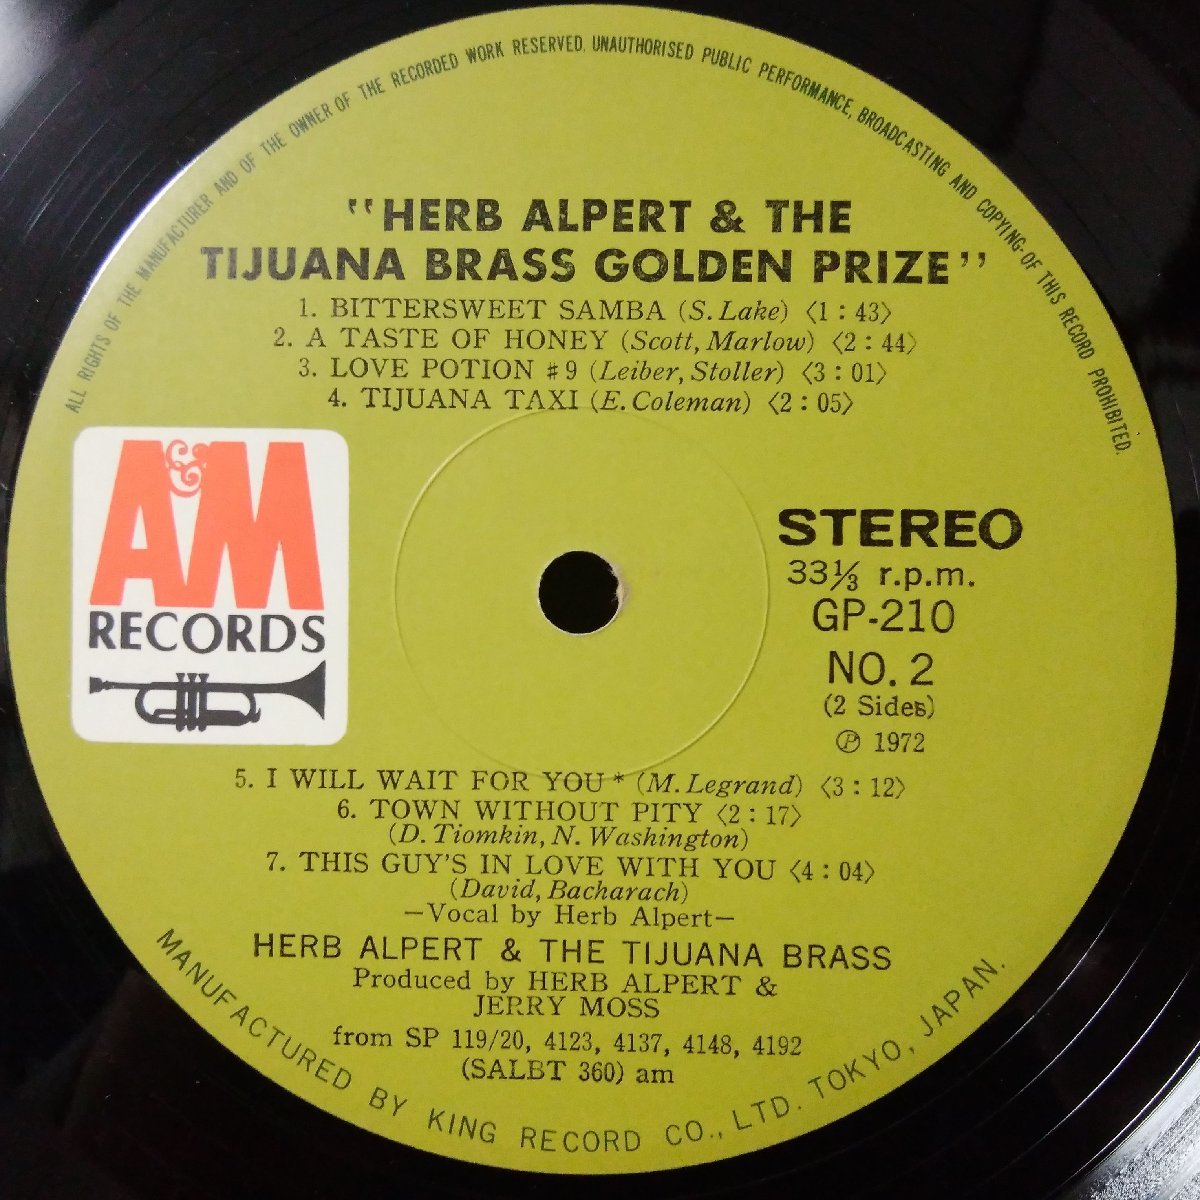 ALL RIGHTS OF THE MANUFACTURER AND OF THE OWNER OF THE RECORDED WORK RESERVED. UNAUTHORISED PUBLIC PERFORMANCE, BROADCASTING AND COPYING OF THIS RECORD PROHIBITED.
"HERB ALPERT & THE
TIJUANA BRASS GOLDEN PRIZE"
1. BITTERSWEET SAMBA (S. Lake) 〈1 : 43〉
2. A TASTE OF HONEY (Scott, Marlow) 〈2 : 44〉
3. LOVE POTION #9 (Leiber, Stoller) 〈3 : 01〉
4. TIJUANA TAXI (E. Coleman) 〈2 : 05〉
A&M
RECORDS
STEREO
33⅓ r.p.m.
GP-210
NO. 2
(2 Sides)
℗ 1972
5. I WILL WAIT FOR YOU * (M. Legrand) 〈3 : 12〉
6. TOWN WITHOUT PITY 〈2 : 17〉
(D. Tiomkin, N. Washington)
7. THIS GUY'S IN LOVE WITH YOU 〈4 : 04〉
(David, Bacharach)
—Vocal by Herb Alpert—
HERB ALPERT & THE TIJUANA BRASS
Produced by HERB ALPERT &
JERRY MOSS
from SP 119/20, 4123, 4137, 4148, 4192
(SALBT 360) am
MANUFACTURED BY KING RECORD CO., LTD. TOKYO, JAPAN.